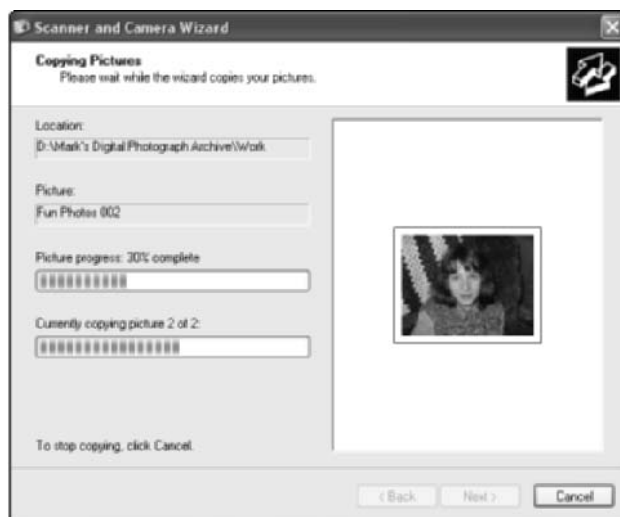 Scanner and Camera Wizard
Copying Pictures
Please wait while the wizard copies your pictures.
Location:
D:\Mark's Digital Photograph Archive\Work
Picture:
Fun Photos 002
Picture progress: 30% complete
Currently copying picture 2 of 2:
To stop copying, click Cancel.
< Back
Next >
Cancel